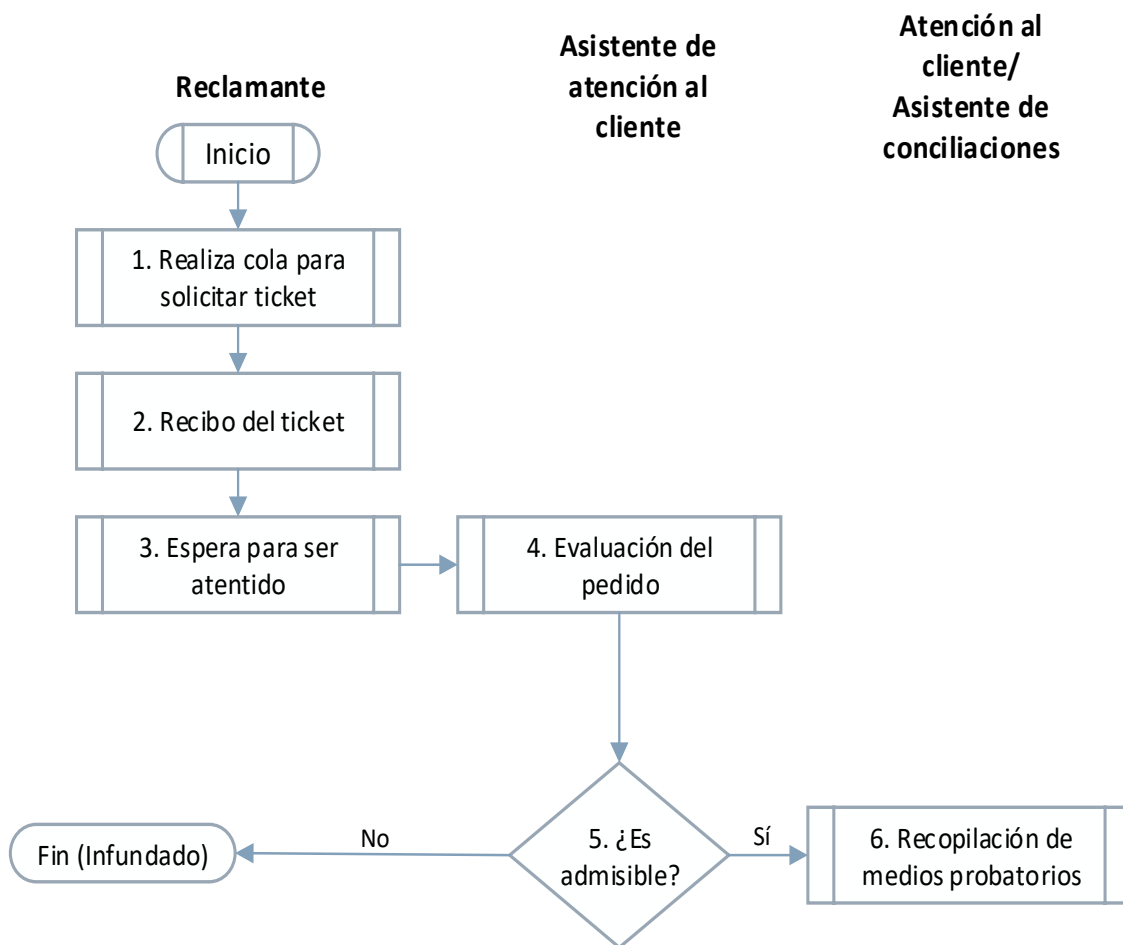 Reclamante
Asistente de
atención al
cliente
Atención al
cliente/
Asistente de
conciliaciones
Inicio
1. Realiza cola para
solicitar ticket
2. Recibo del ticket
3. Espera para ser
atentido
4. Evaluación del
pedido
5. ¿Es
admisible?
No
Fin (Infundado)
Sí
6. Recopilación de
medios probatorios